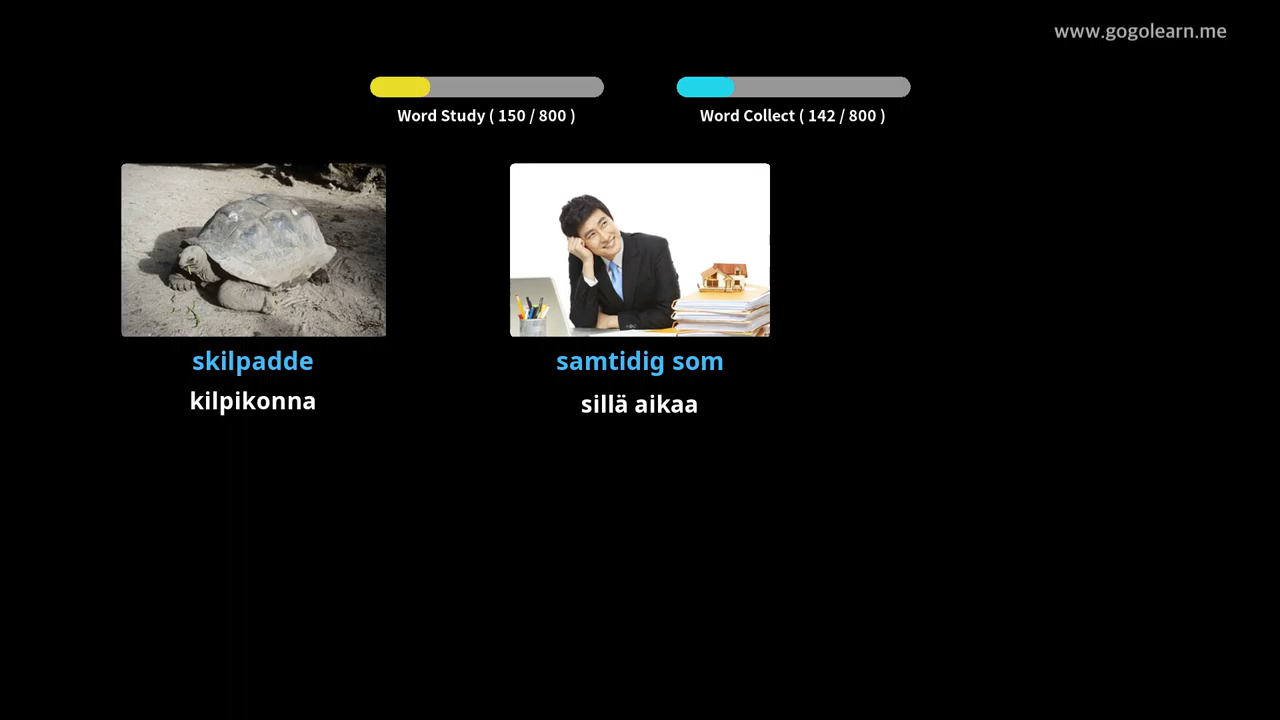 www.gogolearn.me
Word Study ( 150 / 800 )
Word Collect ( 142 / 800 )
skilpadde
kilpikonna
samtidig som
sillä aikaa